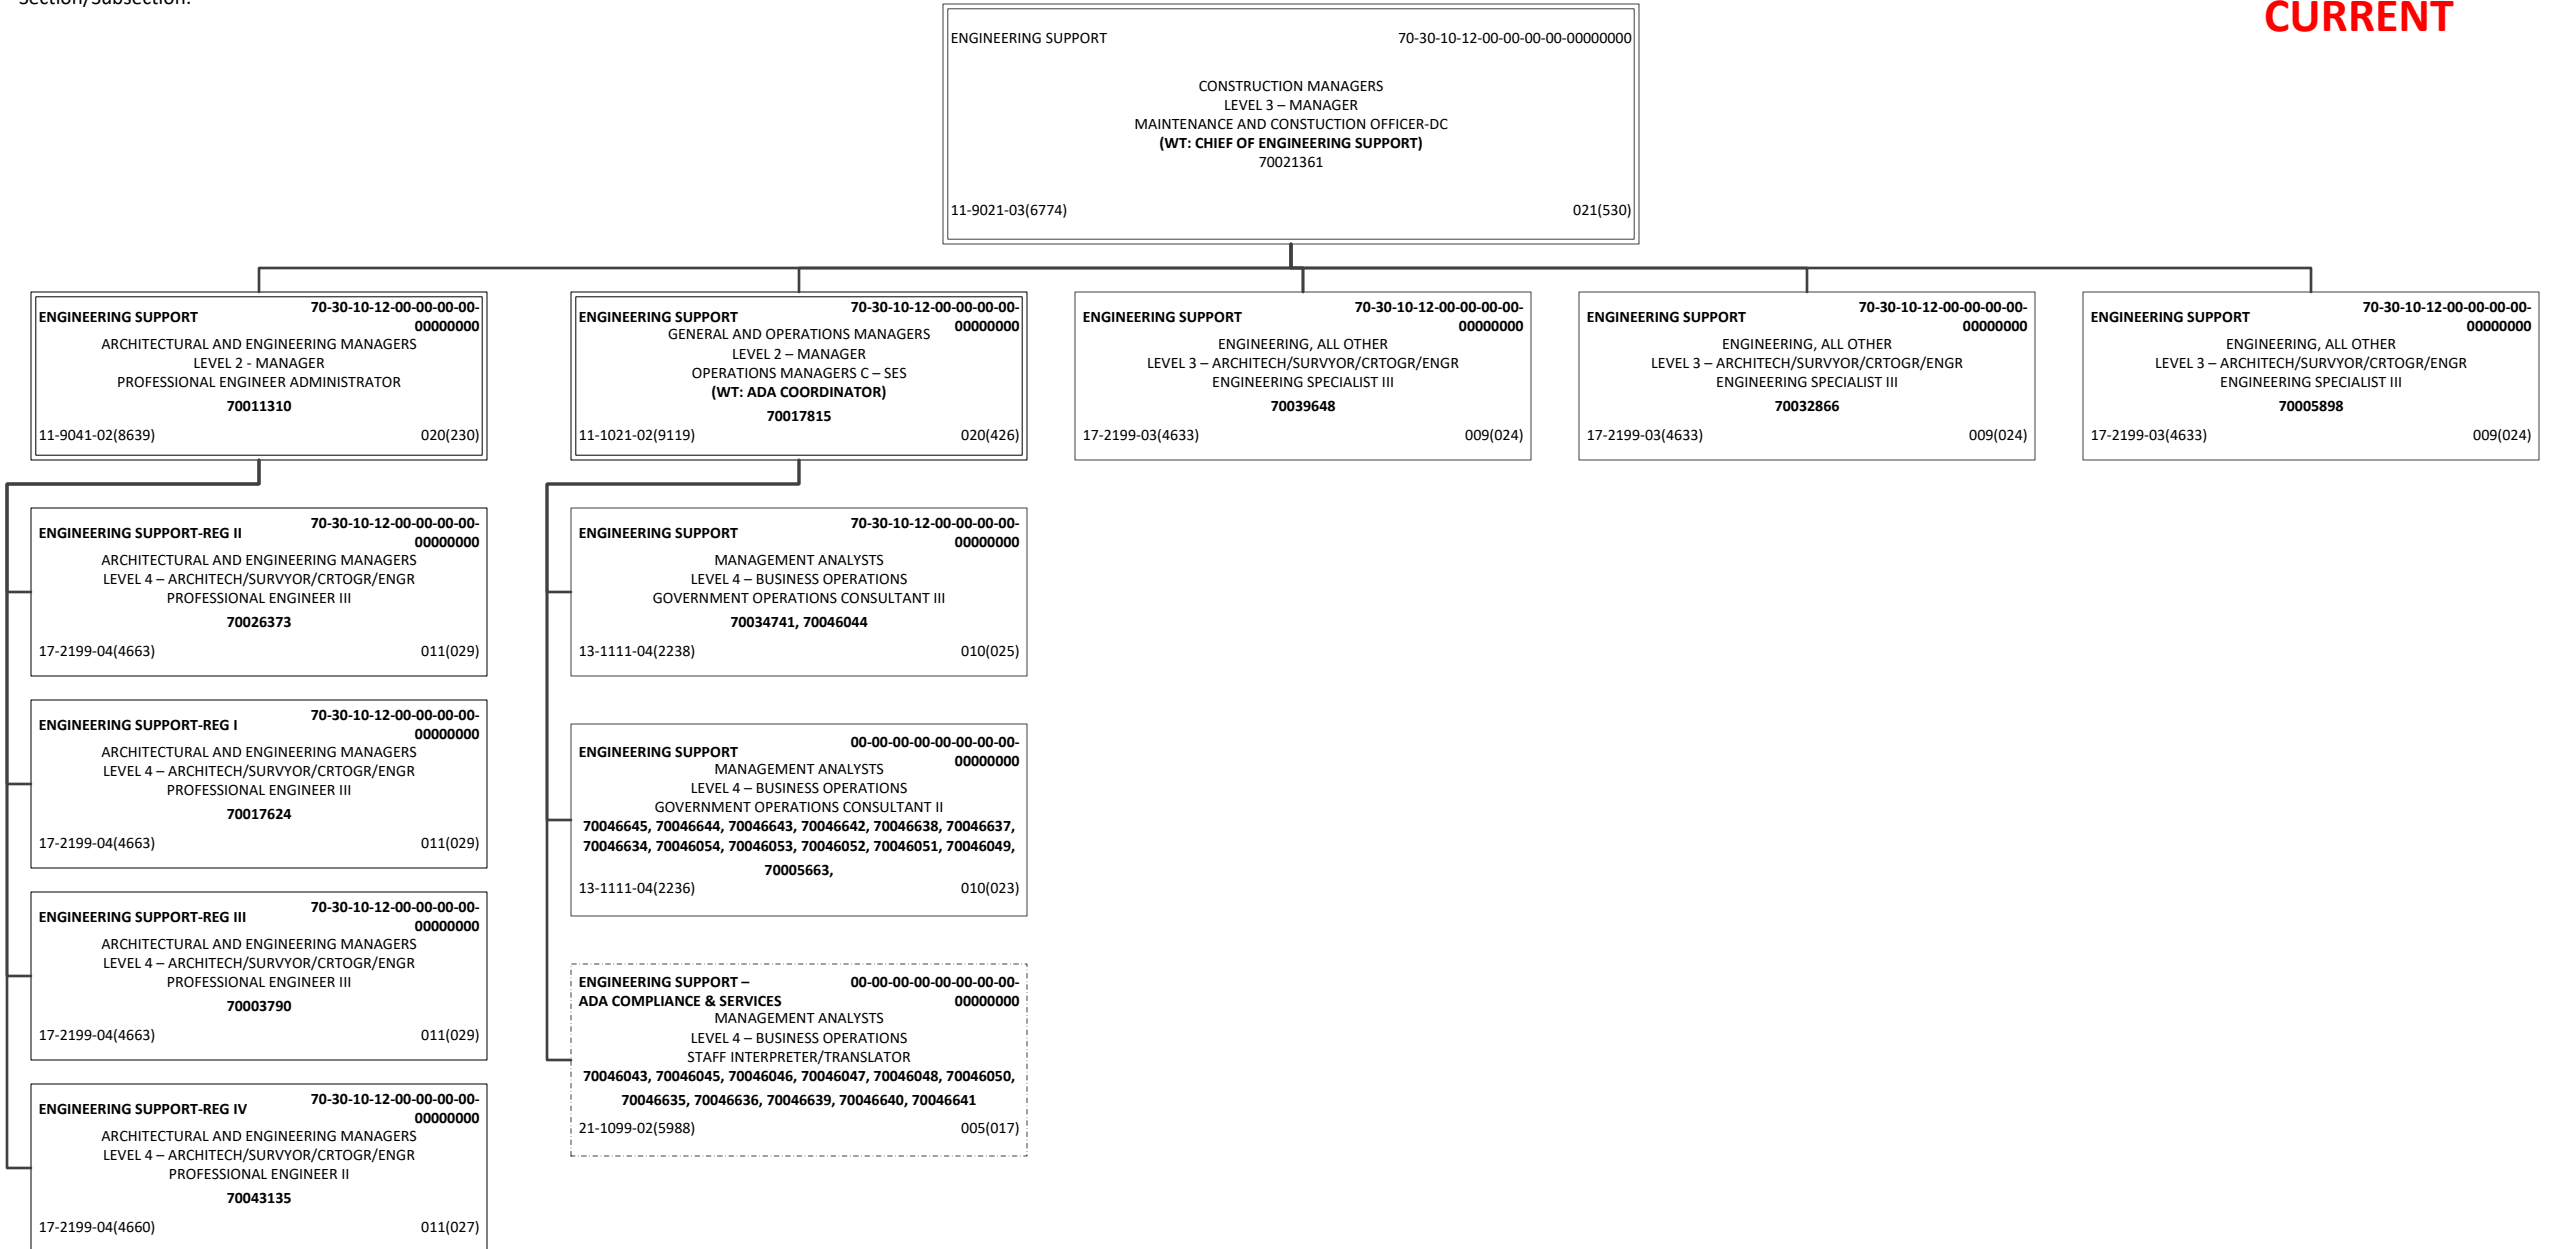 Section/Subsection:
CURRENT
ENGINEERING SUPPORT 70-30-10-12-00-00-00-00-00000000
CONSTRUCTION MANAGERS
LEVEL 3 – MANAGER
MAINTENANCE AND CONSTUCTION OFFICER-DC
(WT: CHIEF OF ENGINEERING SUPPORT)
70021361
11-9021-03(6774) 021(530)
ENGINEERING SUPPORT 70-30-10-12-00-00-00-00-
00000000
ARCHITECTURAL AND ENGINEERING MANAGERS
LEVEL 2 - MANAGER
PROFESSIONAL ENGINEER ADMINISTRATOR
70011310
11-9041-02(8639) 020(230)
ENGINEERING SUPPORT 70-30-10-12-00-00-00-00-
00000000
GENERAL AND OPERATIONS MANAGERS
LEVEL 2 – MANAGER
OPERATIONS MANAGERS C – SES
(WT: ADA COORDINATOR)
70017815
11-1021-02(9119) 020(426)
ENGINEERING SUPPORT 70-30-10-12-00-00-00-00-
00000000
ENGINEERING, ALL OTHER
LEVEL 3 – ARCHITECH/SURVYOR/CRTOGR/ENGR
ENGINEERING SPECIALIST III
70039648
17-2199-03(4633) 009(024)
ENGINEERING SUPPORT 70-30-10-12-00-00-00-00-
00000000
ENGINEERING, ALL OTHER
LEVEL 3 – ARCHITECH/SURVYOR/CRTOGR/ENGR
ENGINEERING SPECIALIST III
70032866
17-2199-03(4633) 009(024)
ENGINEERING SUPPORT 70-30-10-12-00-00-00-00-
00000000
ENGINEERING, ALL OTHER
LEVEL 3 – ARCHITECH/SURVYOR/CRTOGR/ENGR
ENGINEERING SPECIALIST III
70005898
17-2199-03(4633) 009(024)
ENGINEERING SUPPORT-REG II 70-30-10-12-00-00-00-00-
00000000
ARCHITECTURAL AND ENGINEERING MANAGERS
LEVEL 4 – ARCHITECH/SURVYOR/CRTOGR/ENGR
PROFESSIONAL ENGINEER III
70026373
17-2199-04(4663) 011(029)
ENGINEERING SUPPORT-REG I 70-30-10-12-00-00-00-00-
00000000
ARCHITECTURAL AND ENGINEERING MANAGERS
LEVEL 4 – ARCHITECH/SURVYOR/CRTOGR/ENGR
PROFESSIONAL ENGINEER III
70017624
17-2199-04(4663) 011(029)
ENGINEERING SUPPORT-REG III 70-30-10-12-00-00-00-00-
00000000
ARCHITECTURAL AND ENGINEERING MANAGERS
LEVEL 4 – ARCHITECH/SURVYOR/CRTOGR/ENGR
PROFESSIONAL ENGINEER III
70003790
17-2199-04(4663) 011(029)
ENGINEERING SUPPORT-REG IV 70-30-10-12-00-00-00-00-
00000000
ARCHITECTURAL AND ENGINEERING MANAGERS
LEVEL 4 – ARCHITECH/SURVYOR/CRTOGR/ENGR
PROFESSIONAL ENGINEER II
70043135
17-2199-04(4660) 011(027)
ENGINEERING SUPPORT 70-30-10-12-00-00-00-00-
00000000
MANAGEMENT ANALYSTS
LEVEL 4 – BUSINESS OPERATIONS
GOVERNMENT OPERATIONS CONSULTANT III
70034741, 70046044
13-1111-04(2238) 010(025)
ENGINEERING SUPPORT 00-00-00-00-00-00-00-00-
00000000
MANAGEMENT ANALYSTS
LEVEL 4 – BUSINESS OPERATIONS
GOVERNMENT OPERATIONS CONSULTANT II
70046645, 70046644, 70046643, 70046642, 70046638, 70046637,
70046634, 70046054, 70046053, 70046052, 70046051, 70046049,
70005663,
13-1111-04(2236) 010(023)
ENGINEERING SUPPORT – 00-00-00-00-00-00-00-00-
ADA COMPLIANCE & SERVICES 00000000
MANAGEMENT ANALYSTS
LEVEL 4 – BUSINESS OPERATIONS
STAFF INTERPRETER/TRANSLATOR
70046043, 70046045, 70046046, 70046047, 70046048, 70046050,
70046635, 70046636, 70046639, 70046640, 70046641
21-1099-02(5988) 005(017)